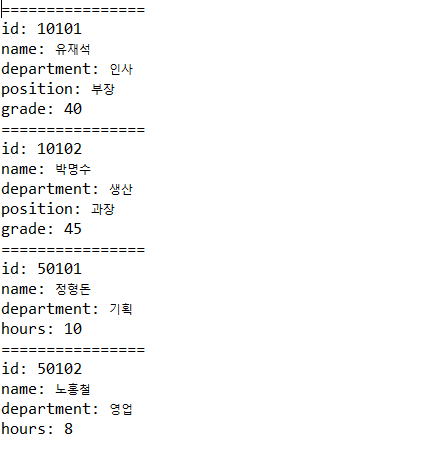 ================
id: 10101
name: 유재석
department: 인사
position: 부장
grade: 40
================
id: 10102
name: 박명수
department: 생산
position: 과장
grade: 45
================
id: 50101
name: 정형돈
department: 기획
hours: 10
================
id: 50102
name: 노홍철
department: 영업
hours: 8